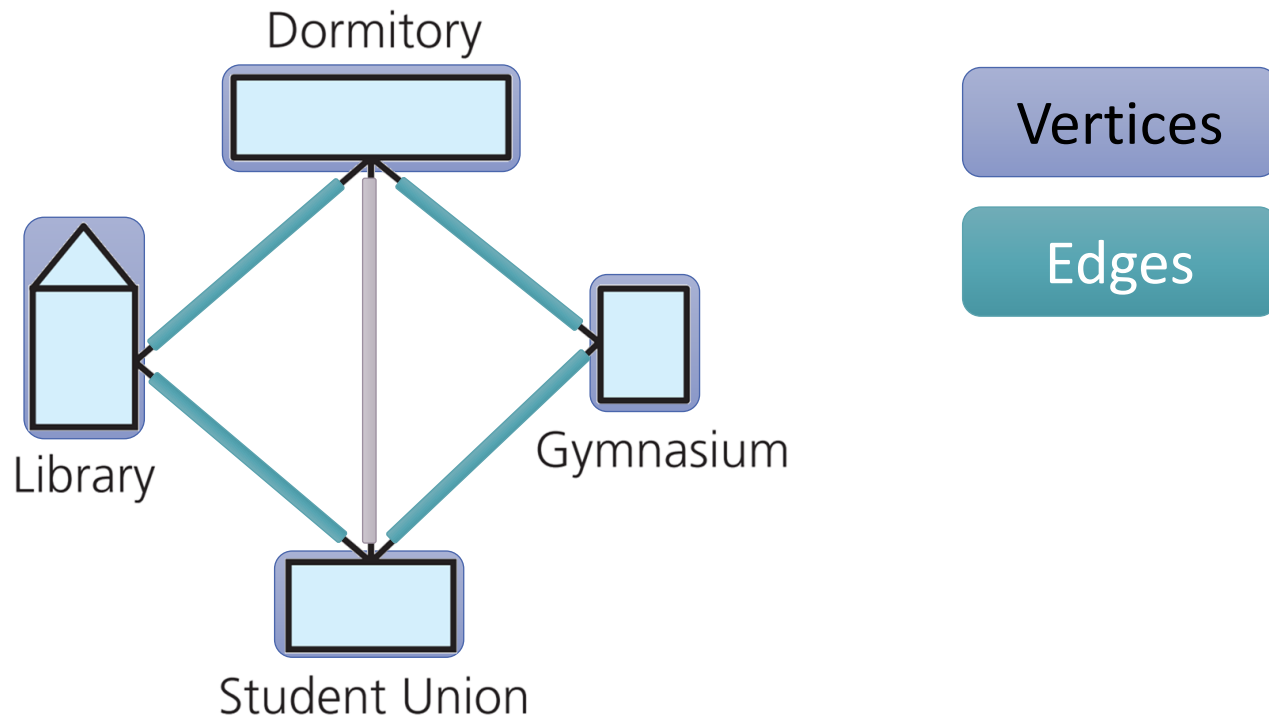 Dormitory
Vertices
Edges
Gymnasium
Library
Student Union